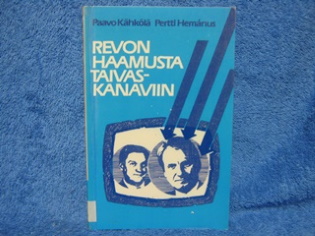 Paavo Kähkölä Pertti Hemánus
REVON
HAAMUSTA
TAIVAS-
KANAVIIN